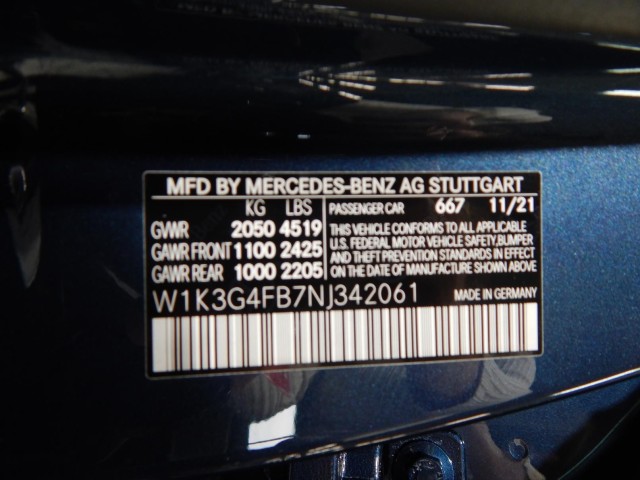 MFD BY MERCEDES-BENZ AG STUTTGART
KG LBS
GVWR 2050 4519
GAWR FRONT 1100 2425
GAWR REAR 1000 2205
PASSENGER CAR 667 11/21
THIS VEHICLE CONFORMS TO ALL APPLICABLE
U.S. FEDERAL MOTOR VEHICLE SAFETY,BUMPER
AND THEFT PREVENTION STANDARDS IN EFFECT
ON DATE OF MANUFACTURE SHOWN ABOVE
W1K3G4FB7NJ342061 MADE IN GERMANY